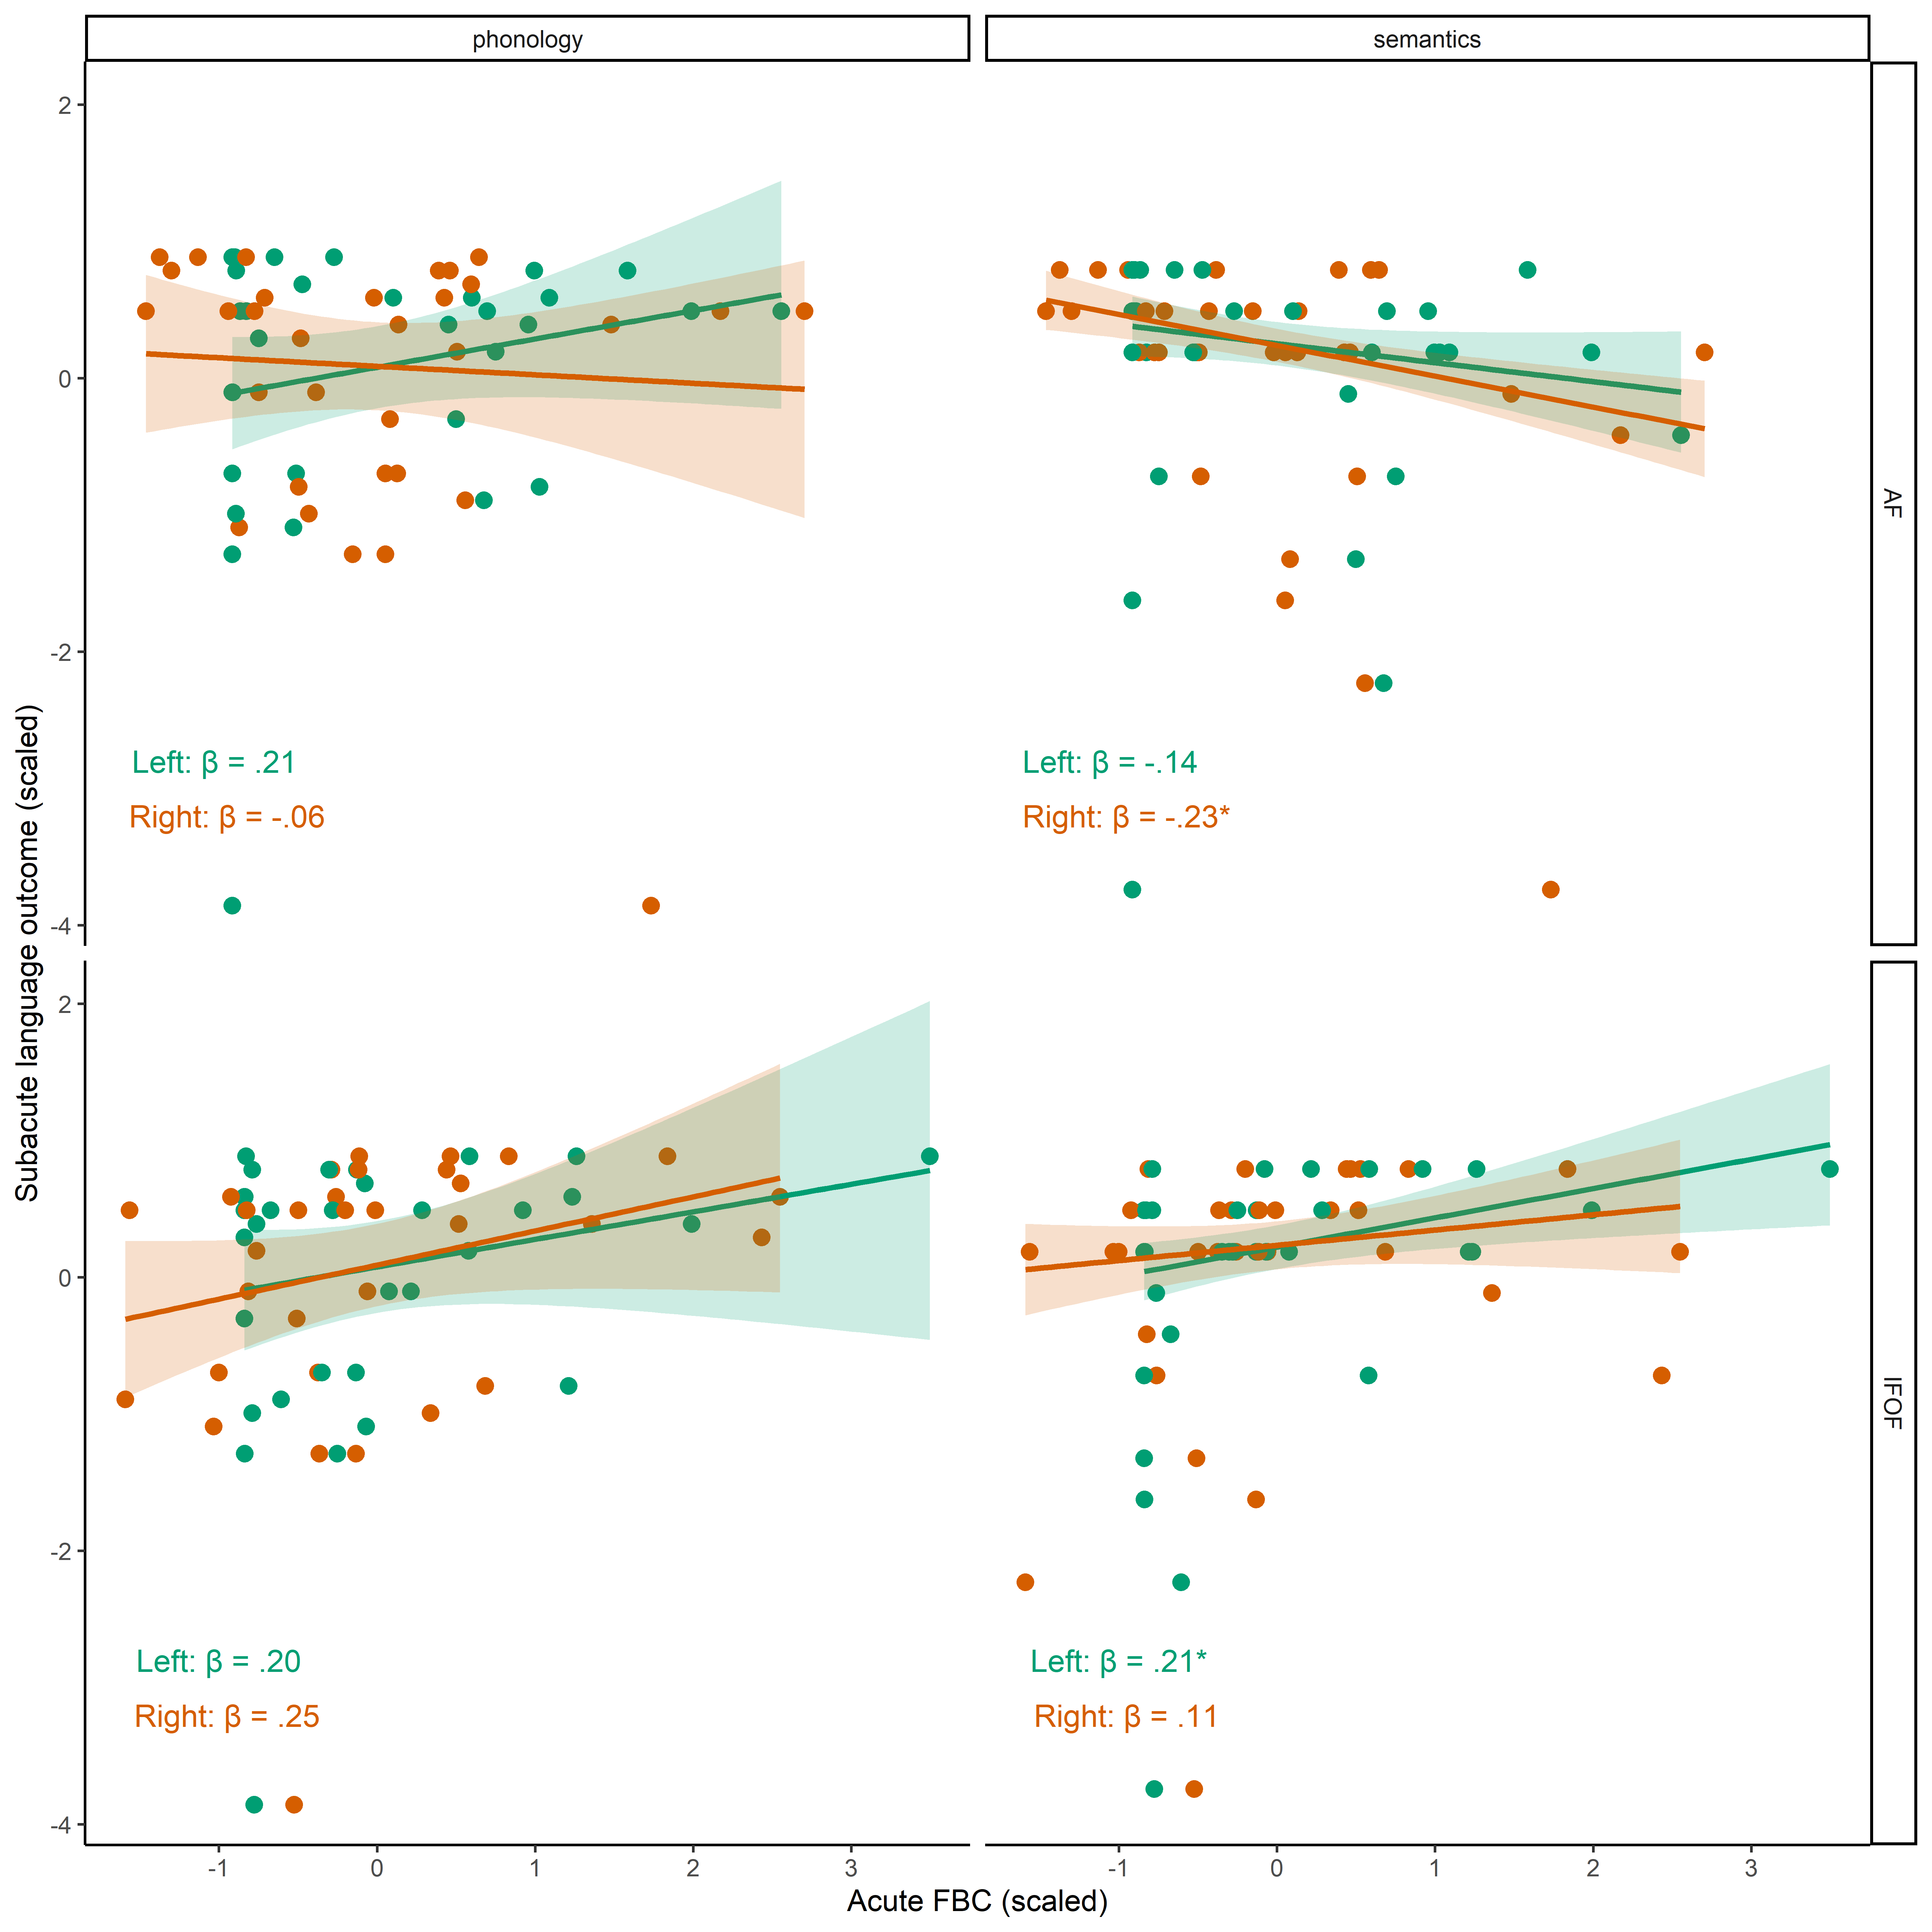 phonology
semantics
2
0
-2
-4
AF
Left: β = .21
Right: β = -.06
Left: β = -.14
Right: β = -.23*
Subacute language outcome (scaled)
2
0
-2
-4
IFOF
Left: β = .20
Right: β = .25
Left: β = .21*
Right: β = .11
-1 0 1 2 3
-1 0 1 2 3
Acute FBC (scaled)